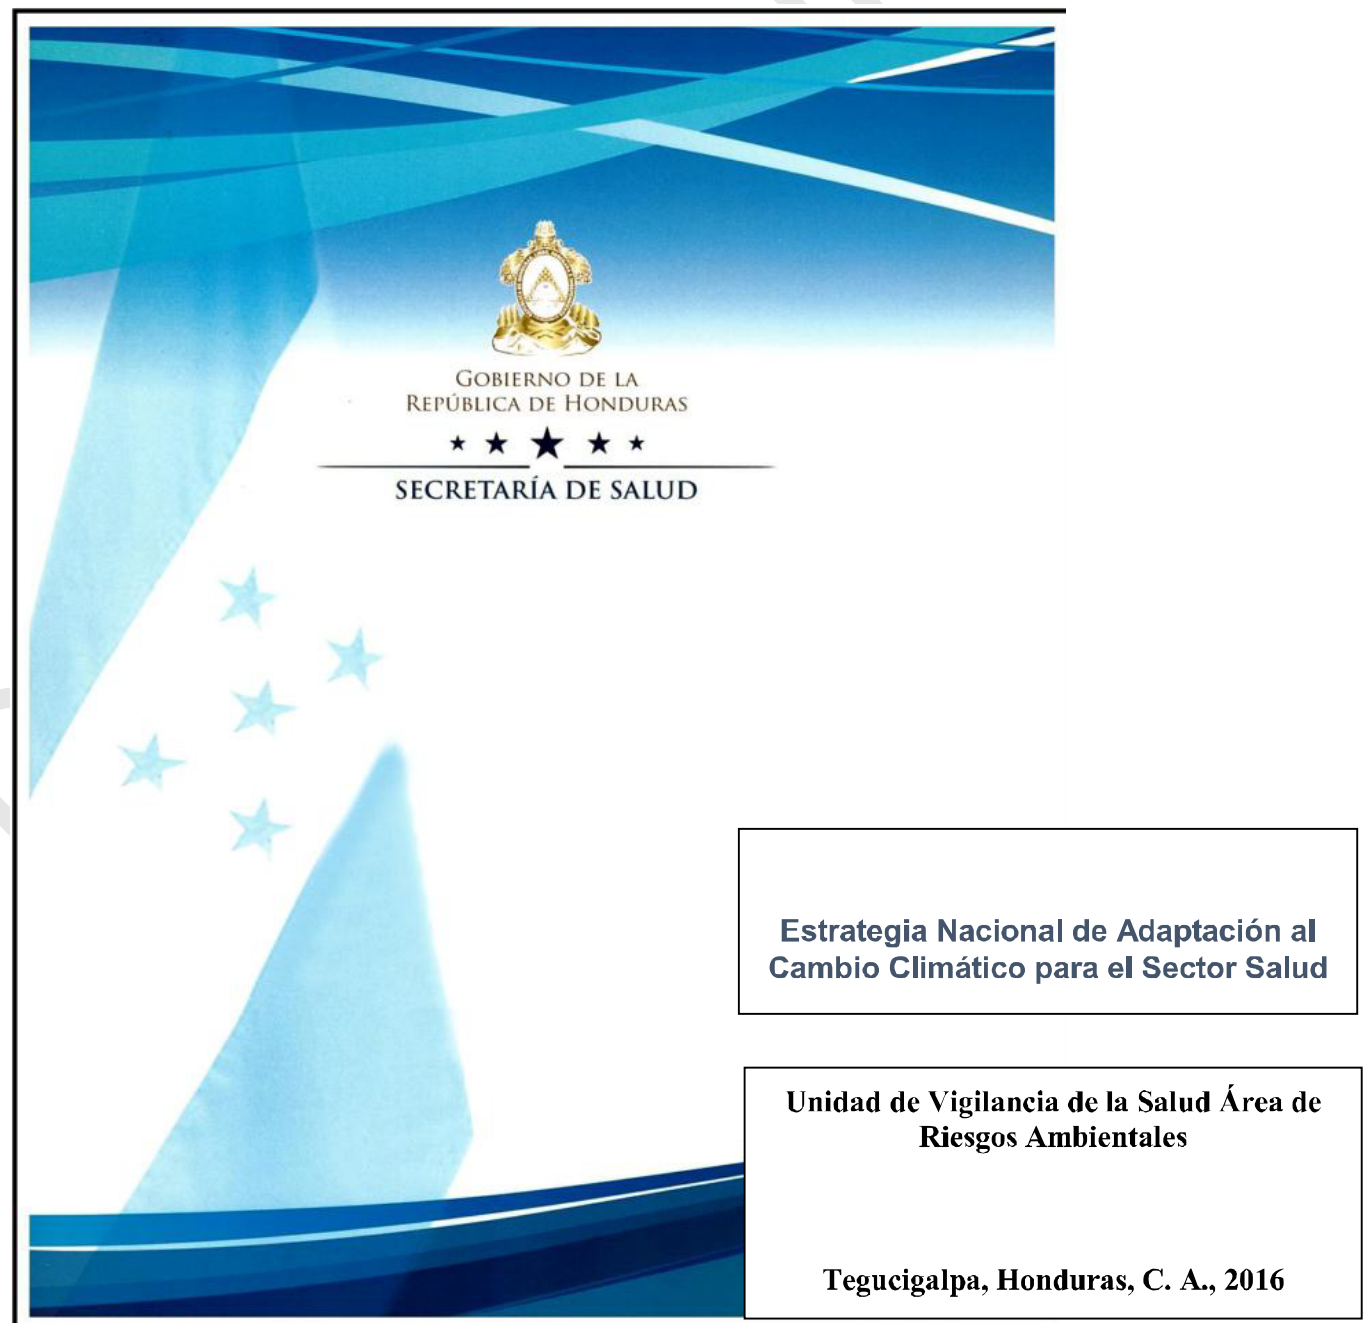 GOBIERNO DE LA
REPÚBLICA DE HONDURAS
SECRETARÍA DE SALUD
Estrategia Nacional de Adaptación al
Cambio Climático para el Sector Salud
Unidad de Vigilancia de la Salud Área de
Riesgos Ambientales
Tegucigalpa, Honduras, C. A., 2016